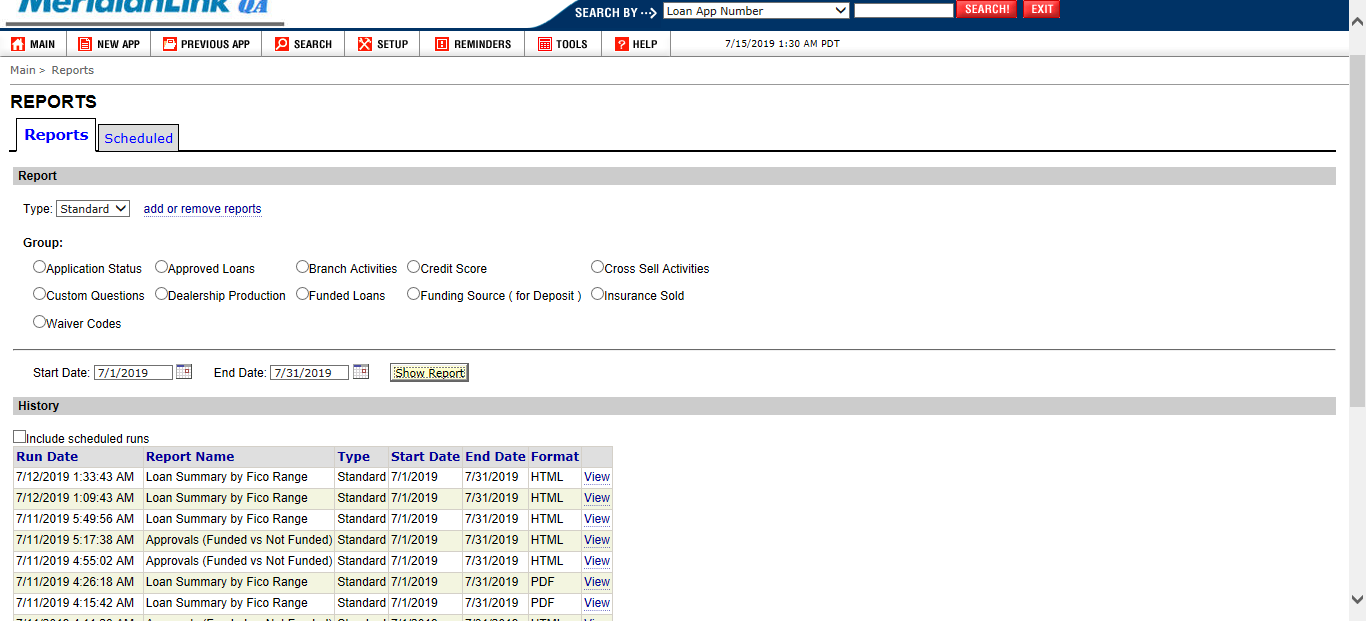 MeridianLink QA
SEARCH BY Loan App Number SEARCH! EXIT
MAIN NEW APP PREVIOUS APP SEARCH SETUP REMINDERS TOOLS HELP 7/15/2019 1:30 AM PDT
Main > Reports
REPORTS
Reports Scheduled
Report
Type: Standard add or remove reports
Group:
Application Status Approved Loans Branch Activities Credit Score Cross Sell Activities
Custom Questions Dealership Production Funded Loans Funding Source ( for Deposit ) Insurance Sold
Waiver Codes
Start Date: 7/1/2019 End Date: 7/31/2019 Show Report
History
Include scheduled runs
Run Date Report Name Type Start Date End Date Format
7/12/2019 1:33:43 AM Loan Summary by Fico Range Standard 7/1/2019 7/31/2019 HTML View
7/12/2019 1:09:43 AM Loan Summary by Fico Range Standard 7/1/2019 7/31/2019 HTML View
7/11/2019 5:49:56 AM Loan Summary by Fico Range Standard 7/1/2019 7/31/2019 HTML View
7/11/2019 5:17:38 AM Approvals (Funded vs Not Funded) Standard 7/1/2019 7/31/2019 HTML View
7/11/2019 4:55:02 AM Approvals (Funded vs Not Funded) Standard 7/1/2019 7/31/2019 HTML View
7/11/2019 4:26:18 AM Loan Summary by Fico Range Standard 7/1/2019 7/31/2019 PDF View
7/11/2019 4:15:42 AM Loan Summary by Fico Range Standard 7/1/2019 7/31/2019 PDF View